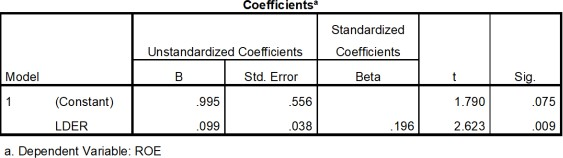 Coefficientsa
Standardized
Unstandardized Coefficients Coefficients
Model B Std. Error Beta t Sig.
1 (Constant) .995 .556 1.790 .075
LDER .099 .038 .196 2.623 .009
a. Dependent Variable: ROE